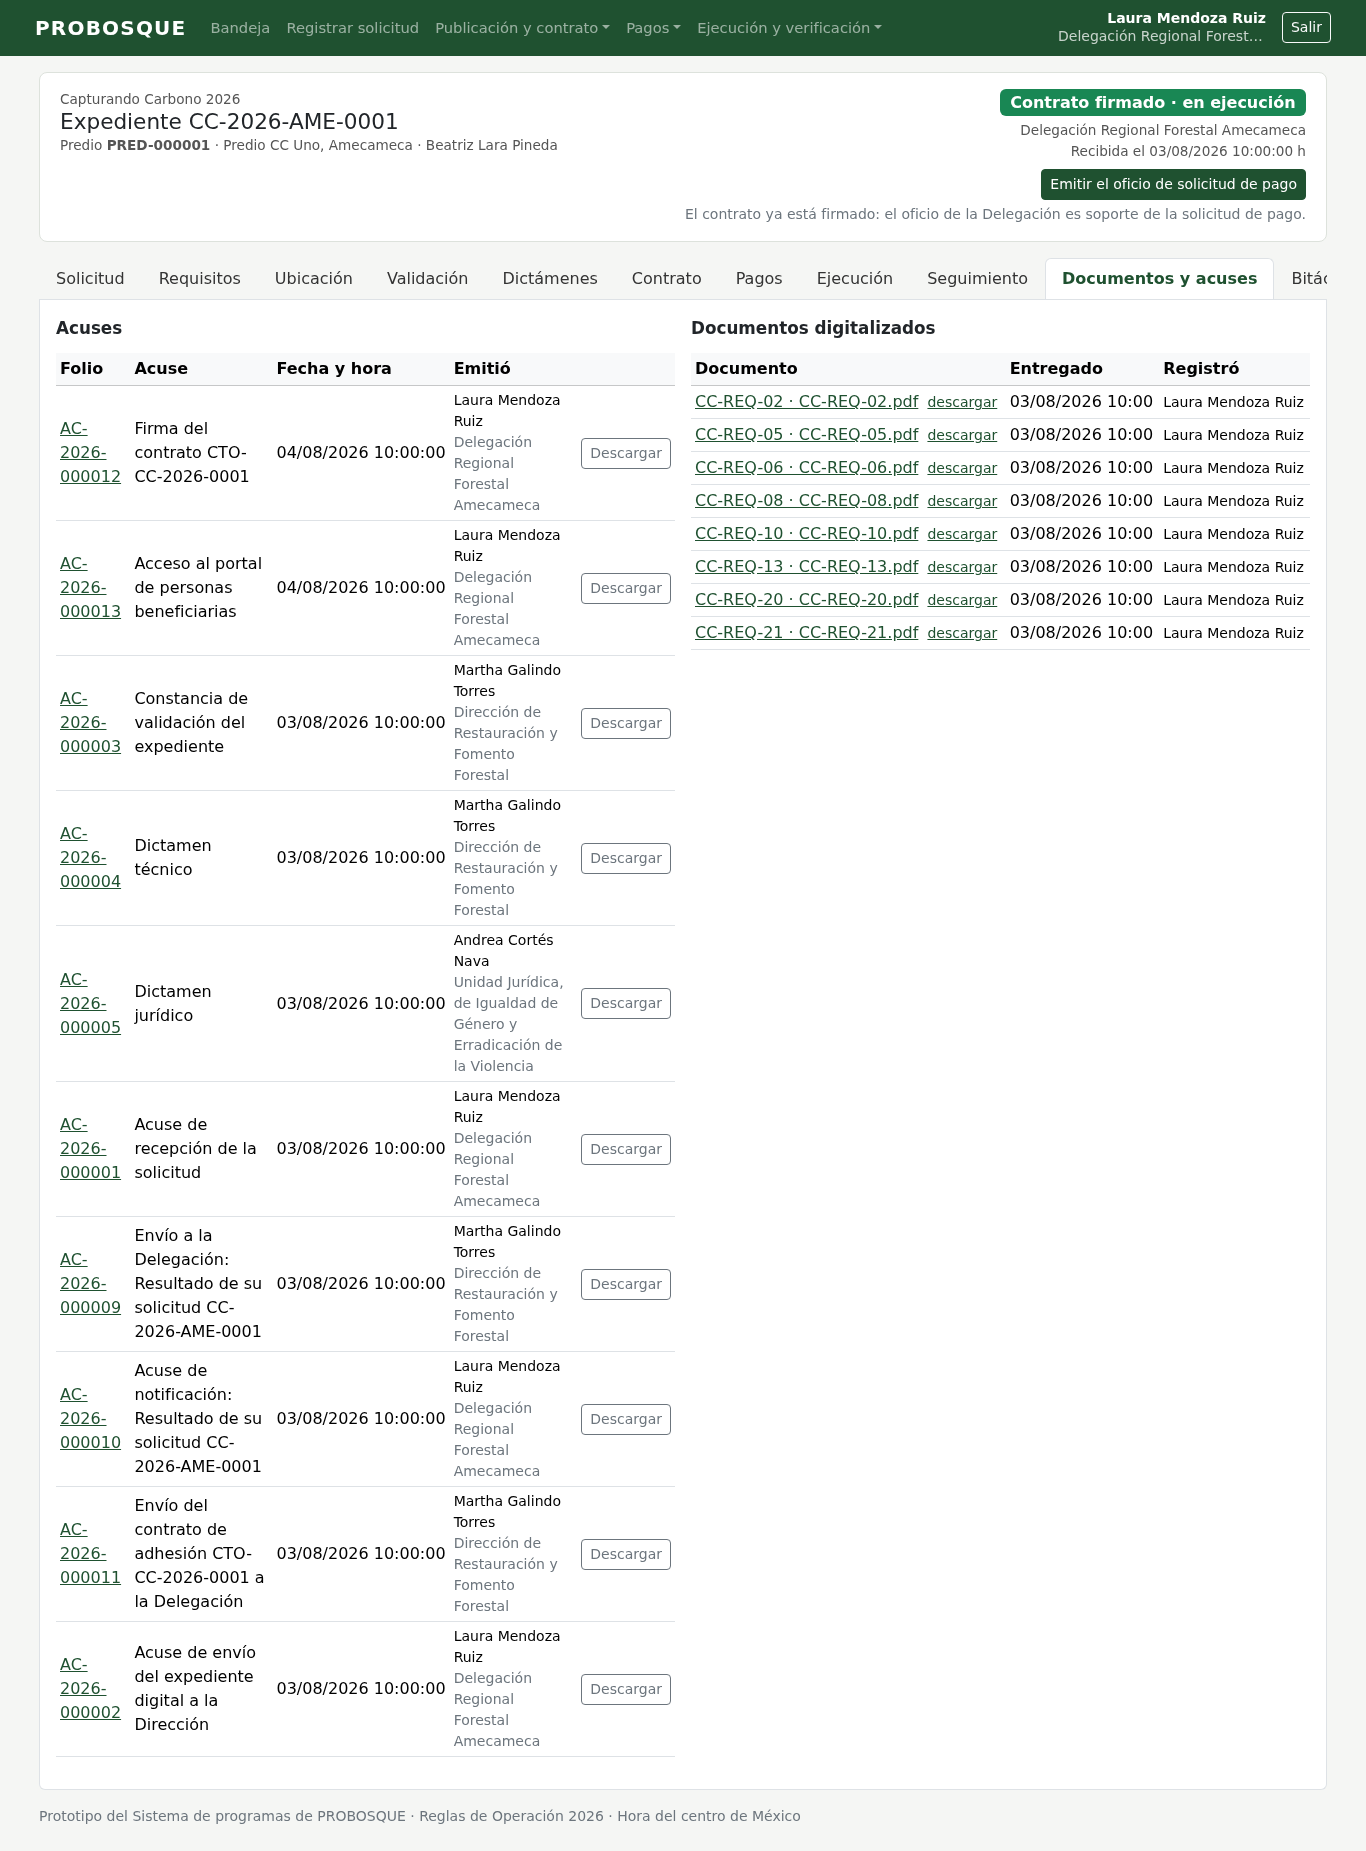 PROBOSQUE
Bandeja
Registrar solicitud
Publicación y contrato
Pagos
Ejecución y verificación
Laura Mendoza Ruiz
Delegación Regional Forest...
Salir
Capturando Carbono 2026
Expediente CC-2026-AME-0001
Predio PRED-000001 · Predio CC Uno, Amecameca · Beatriz Lara Pineda
Contrato firmado · en ejecución
Delegación Regional Forestal Amecameca
Recibida el 03/08/2026 10:00:00 h
Emitir el oficio de solicitud de pago
El contrato ya está firmado: el oficio de la Delegación es soporte de la solicitud de pago.
Solicitud
Requisitos
Ubicación
Validación
Dictámenes
Contrato
Pagos
Ejecución
Seguimiento
Documentos y acuses
Acuses
Folio
Acuse
Fecha y hora
Emitió
AC-
2026-
000012
Firma del
contrato CTO-
CC-2026-0001
04/08/2026 10:00:00
Laura Mendoza
Ruiz
Delegación
Regional
Forestal
Amecameca
Descargar
AC-
2026-
000013
Acceso al portal
de personas
beneficiarias
04/08/2026 10:00:00
Laura Mendoza
Ruiz
Delegación
Regional
Forestal
Amecameca
Descargar
AC-
2026-
000003
Constancia de
validación del
expediente
03/08/2026 10:00:00
Martha Galindo
Torres
Dirección de
Restauración y
Fomento
Forestal
Descargar
AC-
2026-
000004
Dictamen
técnico
03/08/2026 10:00:00
Martha Galindo
Torres
Dirección de
Restauración y
Fomento
Forestal
Descargar
AC-
2026-
000005
Dictamen
jurídico
03/08/2026 10:00:00
Andrea Cortés
Nava
Unidad Jurídica,
de Igualdad de
Género y
Erradicación de
la Violencia
Descargar
AC-
2026-
000001
Acuse de
recepción de la
solicitud
03/08/2026 10:00:00
Laura Mendoza
Ruiz
Delegación
Regional
Forestal
Amecameca
Descargar
AC-
2026-
000009
Envío a la
Delegación:
Resultado de su
solicitud CC-
2026-AME-0001
03/08/2026 10:00:00
Martha Galindo
Torres
Dirección de
Restauración y
Fomento
Forestal
Descargar
AC-
2026-
000010
Acuse de
notificación:
Resultado de su
solicitud CC-
2026-AME-0001
03/08/2026 10:00:00
Laura Mendoza
Ruiz
Delegación
Regional
Forestal
Amecameca
Descargar
AC-
2026-
000011
Envío del
contrato de
adhesión CTO-
CC-2026-0001 a
la Delegación
03/08/2026 10:00:00
Martha Galindo
Torres
Dirección de
Restauración y
Fomento
Forestal
Descargar
AC-
2026-
000002
Acuse de envío
del expediente
digital a la
Dirección
03/08/2026 10:00:00
Laura Mendoza
Ruiz
Delegación
Regional
Forestal
Amecameca
Descargar
Documentos digitalizados
Documento
Entregado
Registró
CC-REQ-02 · CC-REQ-02.pdf descargar 03/08/2026 10:00 Laura Mendoza Ruiz
CC-REQ-05 · CC-REQ-05.pdf descargar 03/08/2026 10:00 Laura Mendoza Ruiz
CC-REQ-06 · CC-REQ-06.pdf descargar 03/08/2026 10:00 Laura Mendoza Ruiz
CC-REQ-08 · CC-REQ-08.pdf descargar 03/08/2026 10:00 Laura Mendoza Ruiz
CC-REQ-10 · CC-REQ-10.pdf descargar 03/08/2026 10:00 Laura Mendoza Ruiz
CC-REQ-13 · CC-REQ-13.pdf descargar 03/08/2026 10:00 Laura Mendoza Ruiz
CC-REQ-20 · CC-REQ-20.pdf descargar 03/08/2026 10:00 Laura Mendoza Ruiz
CC-REQ-21 · CC-REQ-21.pdf descargar 03/08/2026 10:00 Laura Mendoza Ruiz
Prototipo del Sistema de programas de PROBOSQUE · Reglas de Operación 2026 · Hora del centro de México